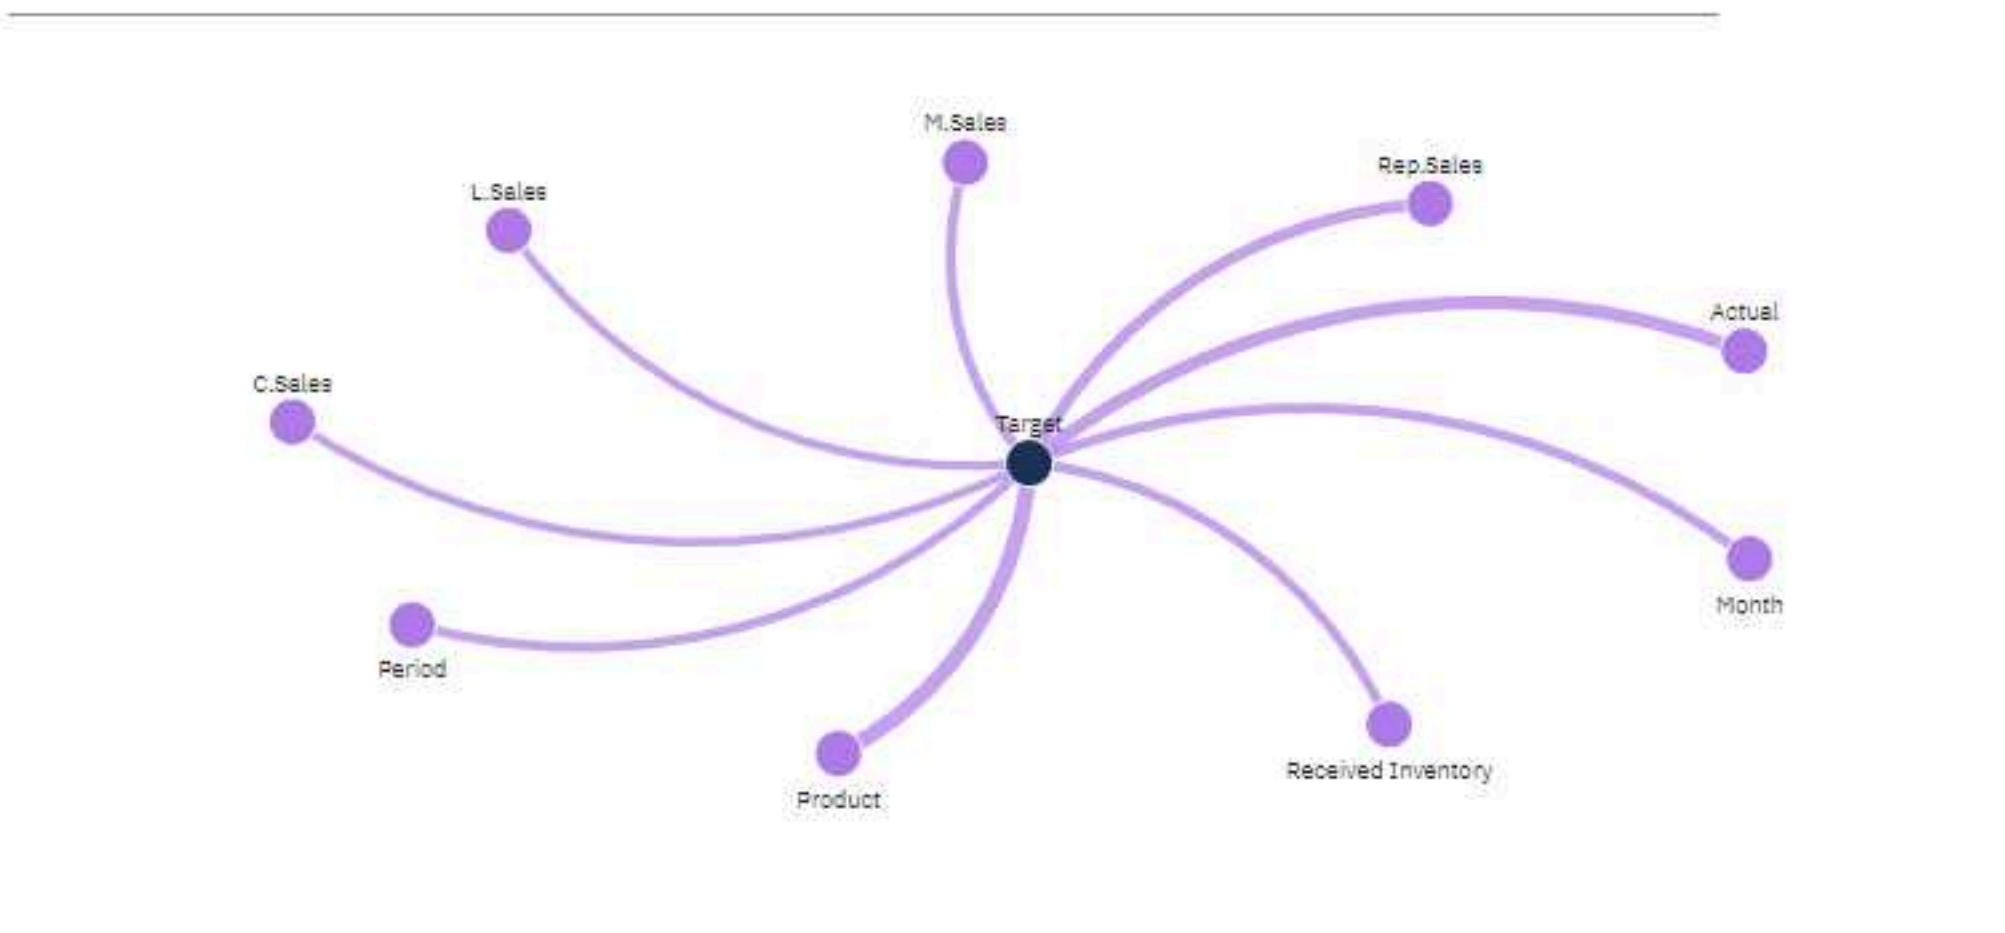 M.Sales
Rep.Sales
L.Sales
Actual
C.Sales
Target
Month
Period
Received Inventory
Product